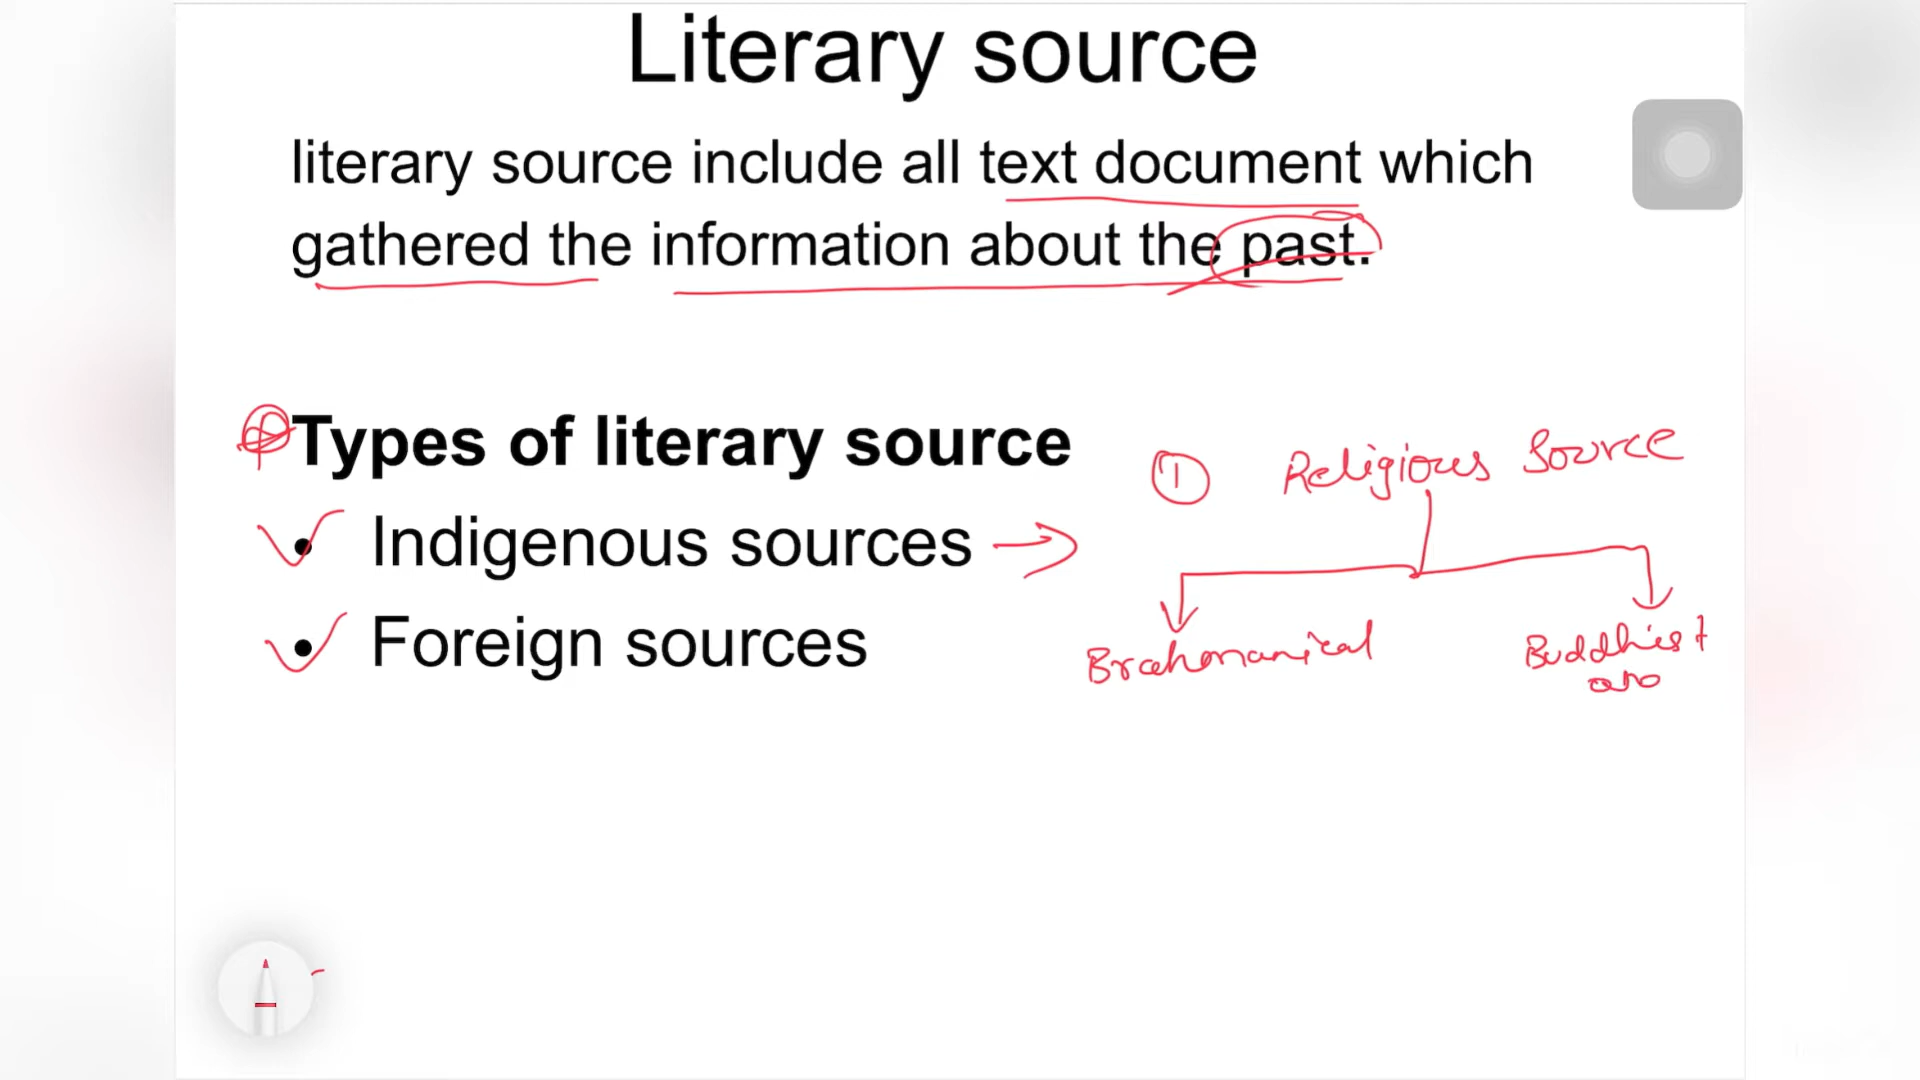 Literary source
literary source include all text document which
gathered the information about the past.
Types of literary source
① Religious Source
Indigenous sources →
Foreign sources
Brahmanical
Buddhist